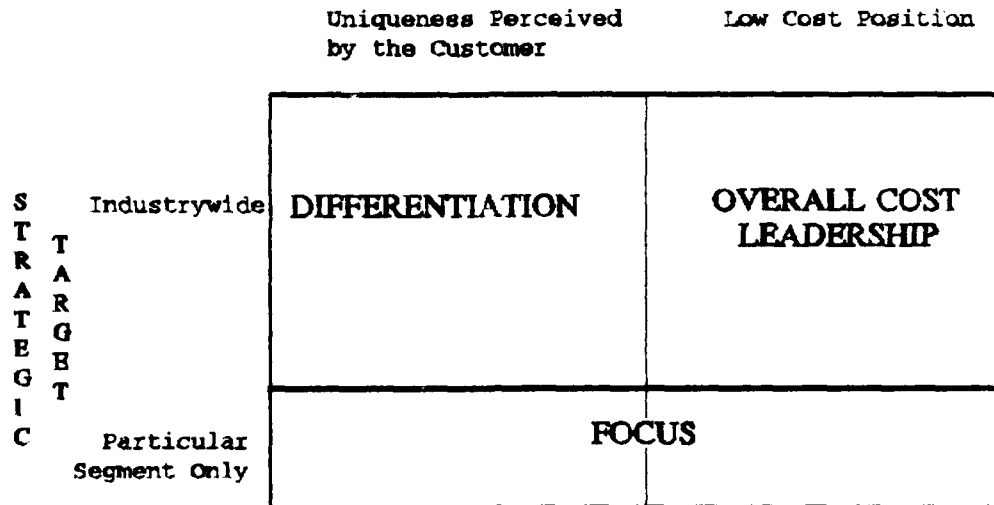 Uniqueness Perceived
by the Customer
Low Cost Position
STRATEGIC
TARGET
Industrywide
DIFFERENTIATION
OVERALL COST
LEADERSHIP
Particular
Segment Only
FOCUS